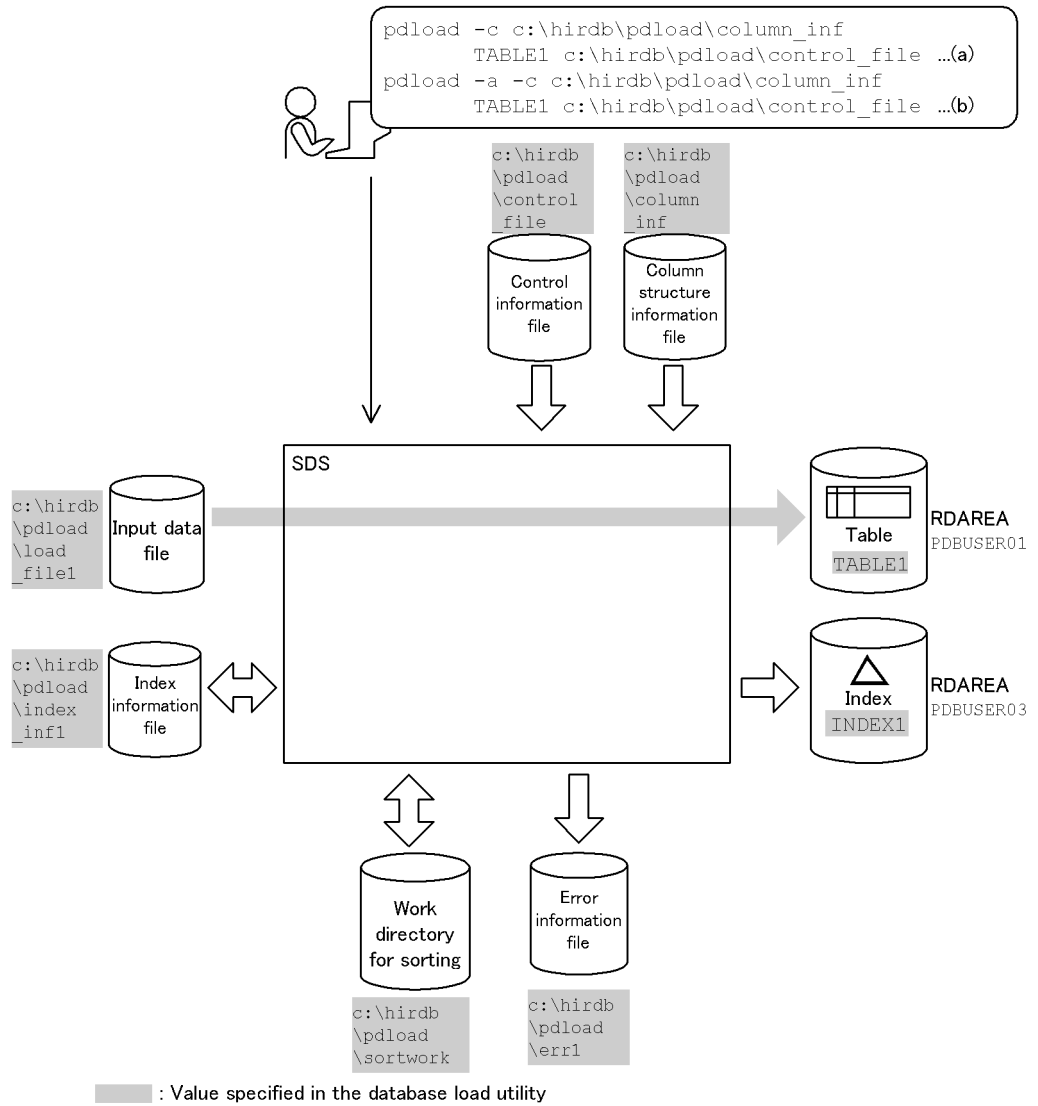 pdload -c c:\hirdb\pdload\column_inf
TABLE1 c:\hirdb\pdload\control_file ...(a)
pdload -a -c c:\hirdb\pdload\column_inf
TABLE1 c:\hirdb\pdload\control_file ...(b)
c:\hirdb
\pdload
\control
_file
c:\hirdb
\pdload
\column
_inf
Control
information
file
Column
structure
information
file
SDS
c:\hirdb
\pdload
\load
_file1
Input data
file
Table
TABLE1
RDAREA
PDBUSER01
c:\hirdb
\pdload
\index
_inf1
Index
information
file
Index
INDEX1
RDAREA
PDBUSER03
Work
directory
for sorting
Error
information
file
c:\hirdb
\pdload
\sortwork
c:\hirdb
\pdload
\err1
: Value specified in the database load utility